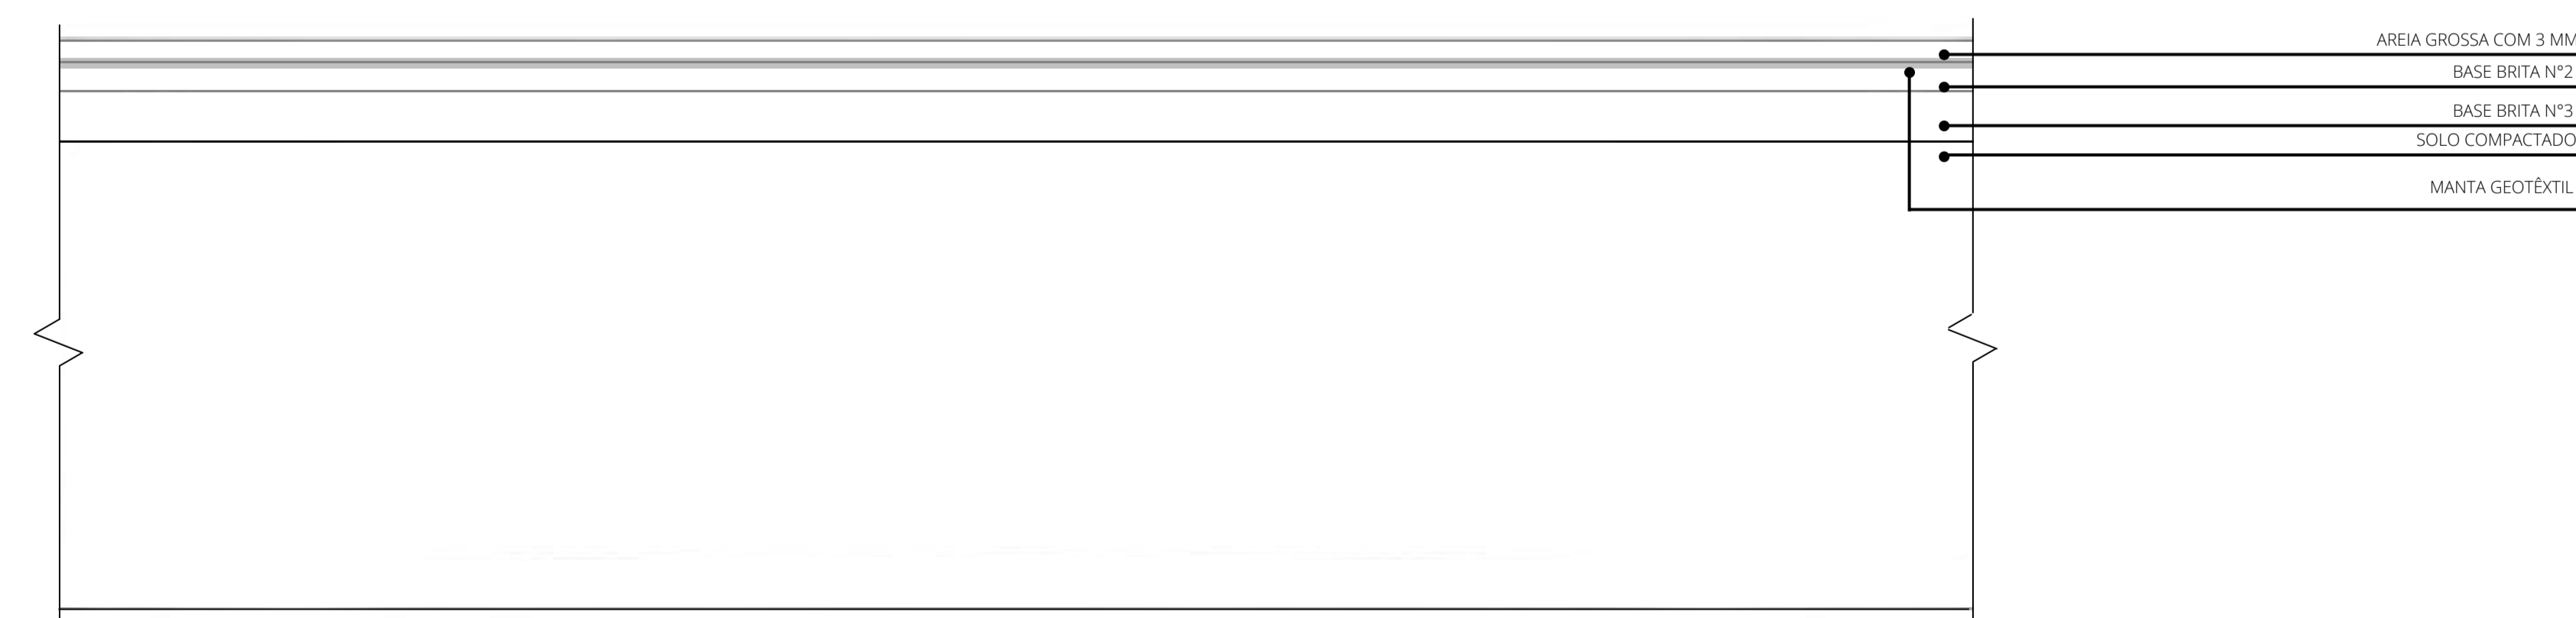 AREIA GROSSA COM 3 MM
BASE BRITA N°2
BASE BRITA N°3
SOLO COMPACTADO
MANTA GEOTÊXTIL